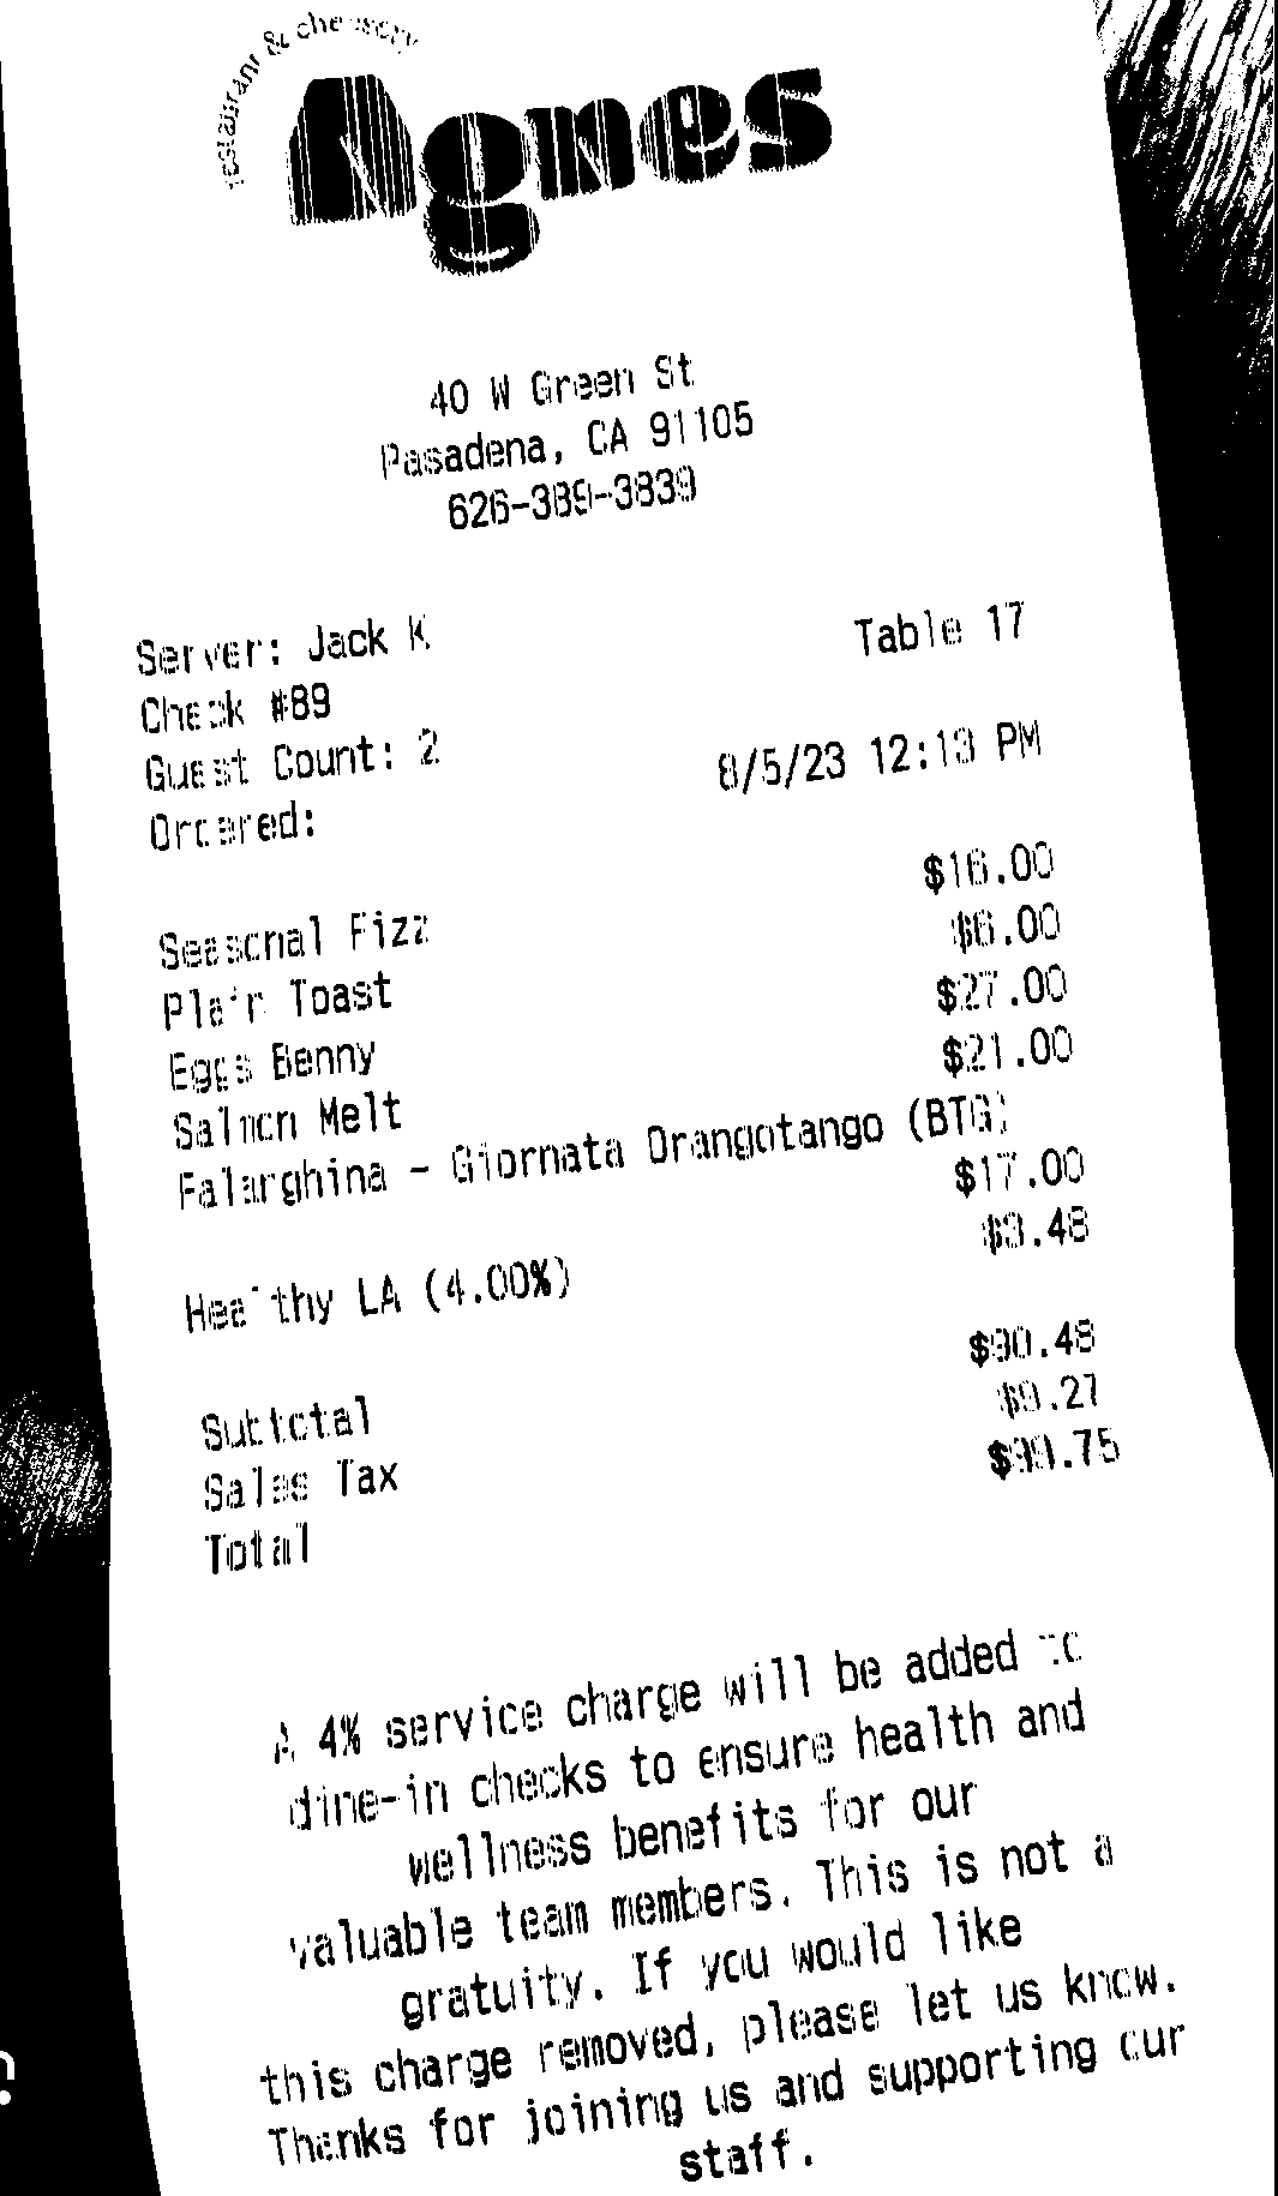 restaurant & cheesery
Agnes
40 W Green St
Pasadena, CA 91105
626-389-3839
Server: Jack K Table 17
Check #89
Guest Count: 2
Ordered: 8/5/23 12:13 PM
Seasonal Fizz $16.00
Plain Toast $6.00
Eggs Benny $27.00
Salmon Melt $21.00
Falanghina - Giornata Orangotango (BTG)
$17.00
Healthy LA (4.00%) $3.48
Subtotal $90.48
Sales Tax $9.27
Total $99.75
A 4% service charge will be added to
dine-in checks to ensure health and
wellness benefits for our
valuable team members. This is not a
gratuity. If you would like
this charge removed, please let us know.
Thanks for joining us and supporting our
staff.